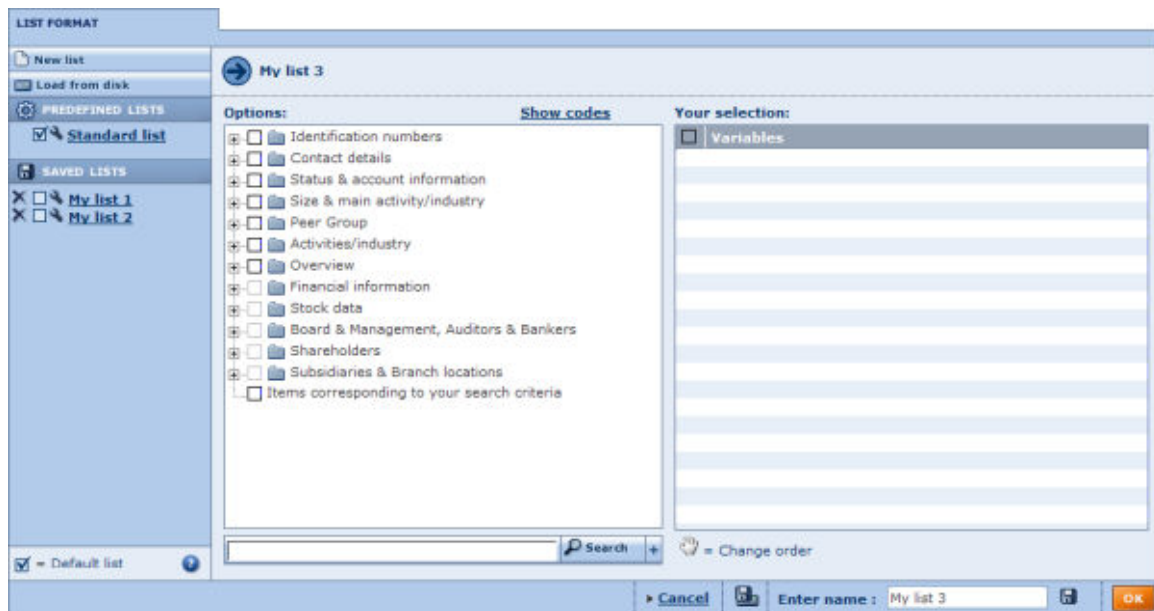 LIST FORMAT
New list
Load from disk
PREDEFINED LISTS
Standard list
SAVED LISTS
My list 1
My list 2
= Default list
My list 3
Options:
Show codes
Identification numbers
Contact details
Status & account information
Size & main activity/industry
Peer Group
Activities/industry
Overview
Financial information
Stock data
Board & Management, Auditors & Bankers
Shareholders
Subsidiaries & Branch locations
Items corresponding to your search criteria
Search +
Your selection:
Variables
= Change order
Cancel
Enter name :
My list 3
OK